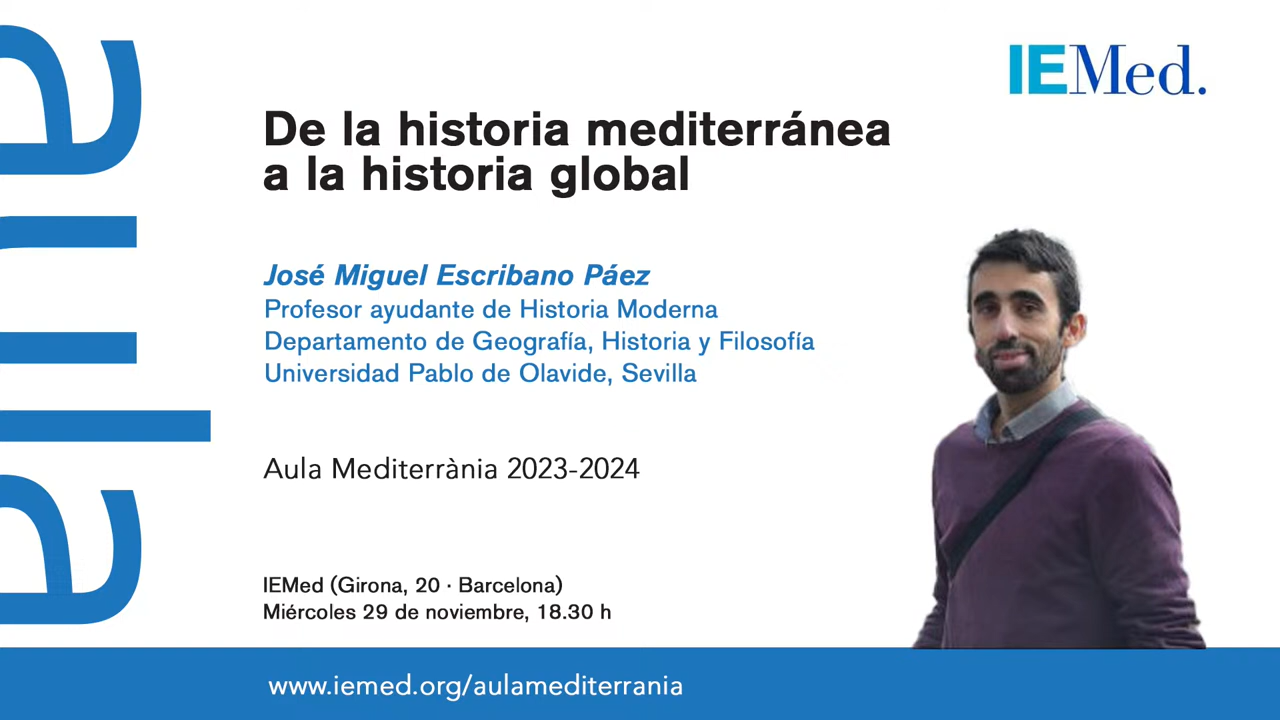 aula
IEMed.
De la historia mediterránea
a la historia global
José Miguel Escribano Páez
Profesor ayudante de Historia Moderna
Departamento de Geografía, Historia y Filosofía
Universidad Pablo de Olavide, Sevilla
Aula Mediterrània 2023-2024
IEMed (Girona, 20 · Barcelona)
Miércoles 29 de noviembre, 18.30 h
www.iemed.org/aulamediterrania